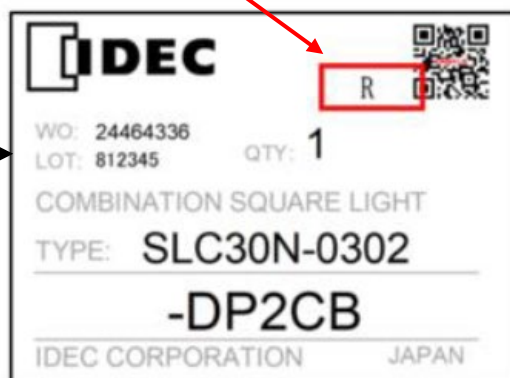 IDEC
R
WO: 24464336
LOT: 812345
QTY: 1
COMBINATION SQUARE LIGHT
TYPE: SLC30N-0302
-DP2CB
IDEC CORPORATION JAPAN